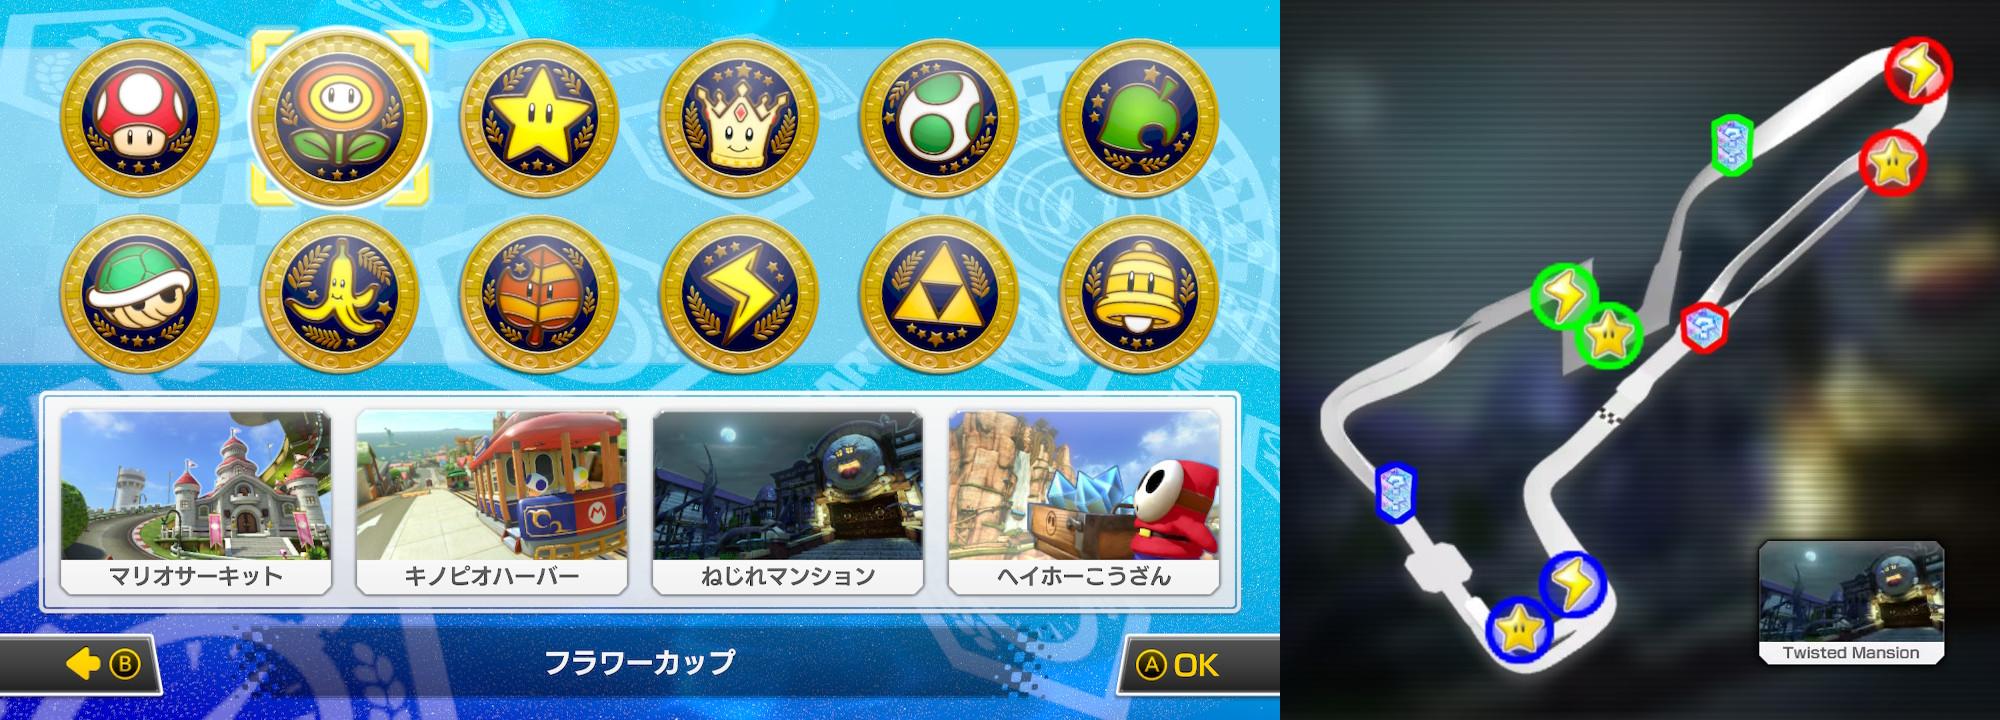 マリオサーキット
キノピオハーバー
ねじれマンション
ヘイホーこうざん
B
フラワーカップ
A OK
Twisted Mansion